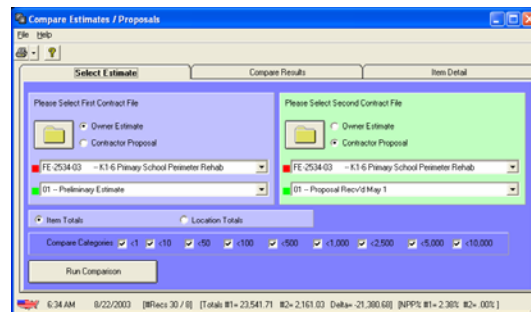 Compare Estimates / Proposals
File Help
Select Estimate Compare Results Item Detail
Please Select First Contract File
Owner Estimate
Contractor Proposal
FE-2534-03 -- K1-6 Primary School Perimeter Rehab
01 -- Preliminary Estimate
Please Select Second Contract File
Owner Estimate
Contractor Proposal
FE-2534-03 -- K1-6 Primary School Perimeter Rehab
01 -- Proposal Recv'd May 1
Item Totals Location Totals
Compare Categories <1 <10 <50 <100 <500 <1,000 <2,500 <5,000 <10,000
Run Comparison
6:34 AM 8/22/2003 [#Recs 30 / 8] [Totals #1= 23,541.71 #2= 2,161.03 Delta= -21,380.68] [NPP% #1= 2.38% #2= .00% ]